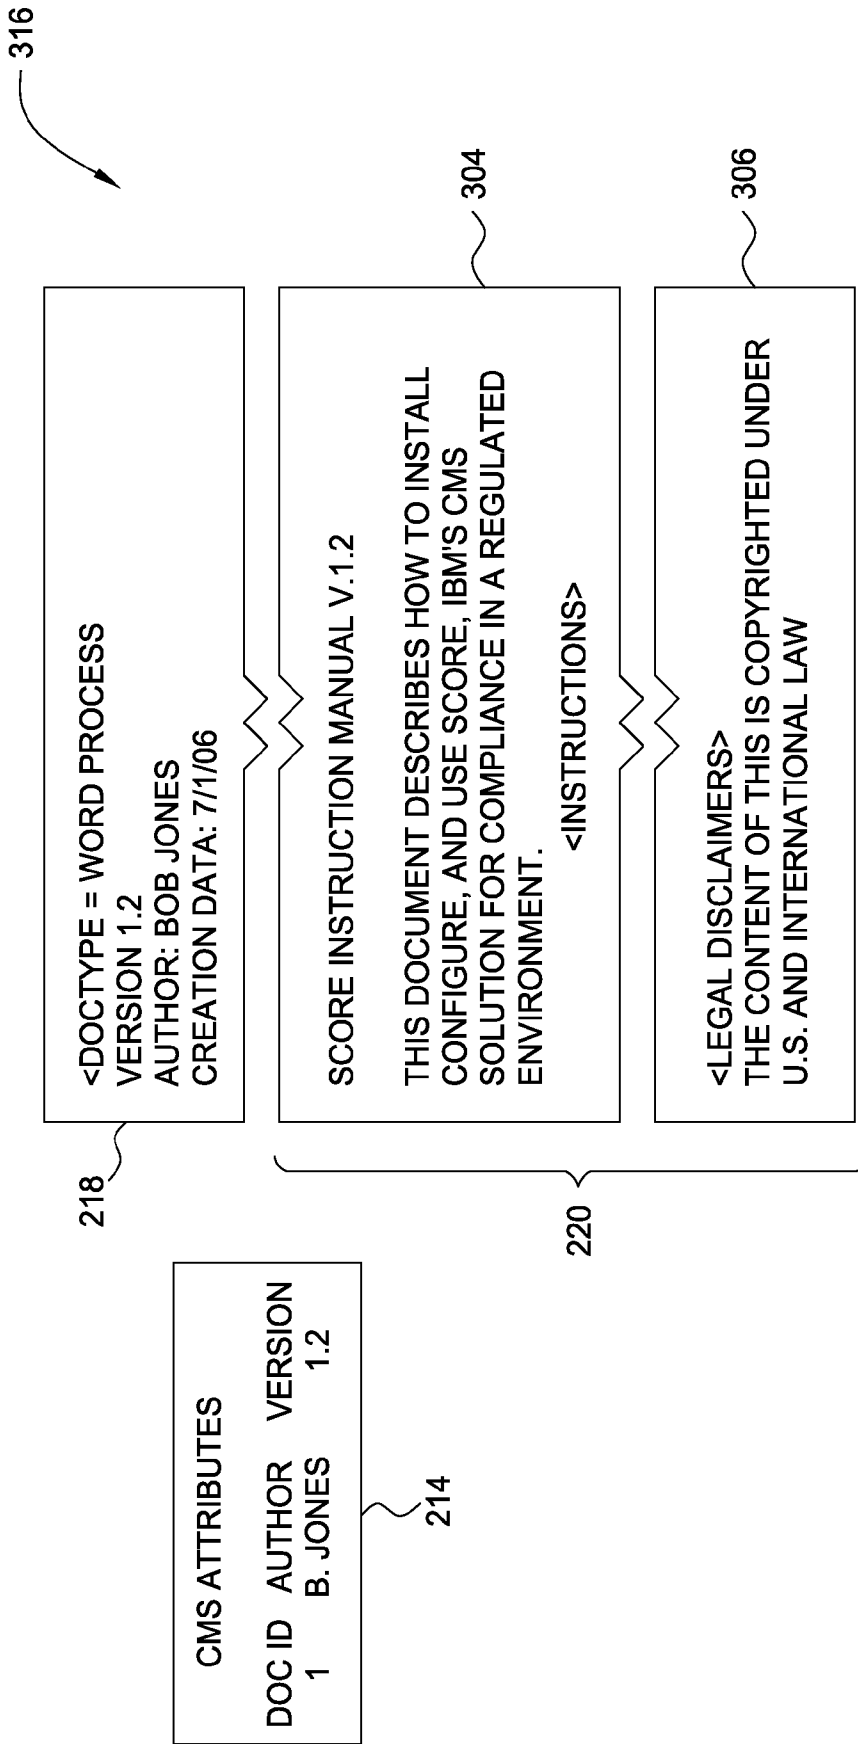 316
CMS ATTRIBUTES
DOC ID AUTHOR VERSION
1 B. JONES 1.2
214
218
<DOCTYPE = WORD PROCESS
VERSION 1.2
AUTHOR: BOB JONES
CREATION DATA: 7/1/06
220
SCORE INSTRUCTION MANUAL V.1.2
THIS DOCUMENT DESCRIBES HOW TO INSTALL
CONFIGURE, AND USE SCORE, IBM'S CMS
SOLUTION FOR COMPLIANCE IN A REGULATED
ENVIRONMENT.
<INSTRUCTIONS>
304
<LEGAL DISCLAIMERS>
THE CONTENT OF THIS IS COPYRIGHTED UNDER
U.S. AND INTERNATIONAL LAW
306